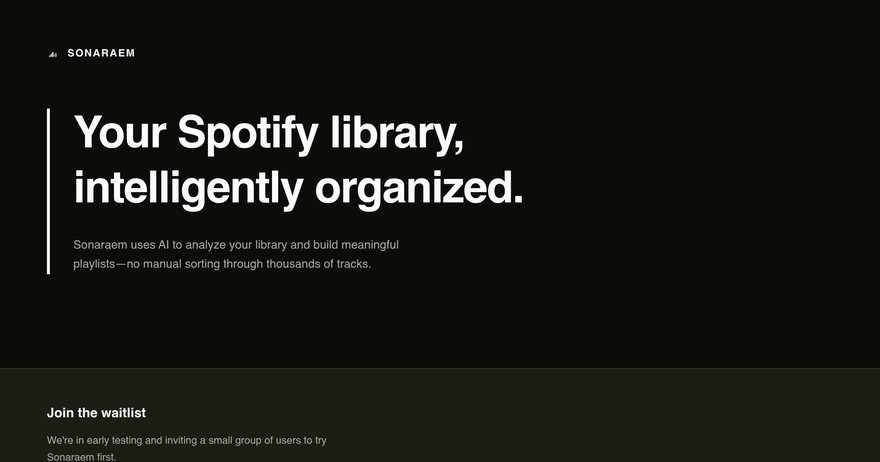 SONARAEM
Your Spotify library,
intelligently organized.
Sonaraem uses AI to analyze your library and build meaningful
playlists—no manual sorting through thousands of tracks.
Join the waitlist
We're in early testing and inviting a small group of users to try
Sonaraem first.